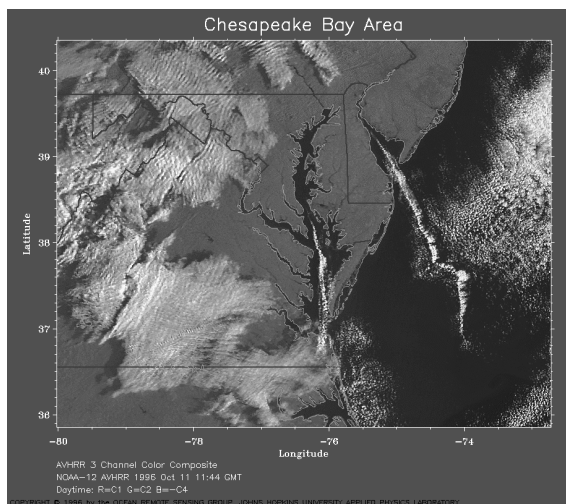 Chesapeake Bay Area
Latitude
40
39
38
37
36
-80
-78
-76
-74
Longitude
AVHRR 3 Channel Color Composite
NOAA-12 AVHRR 1996 Oct 11 11:44 GMT
Daytime: R=C1 G=C2 B=-C4
COPYRIGHT © 1996 by the OCEAN REMOTE SENSING GROUP, JOHNS HOPKINS UNIVERSITY APPLIED PHYSICS LABORATORY